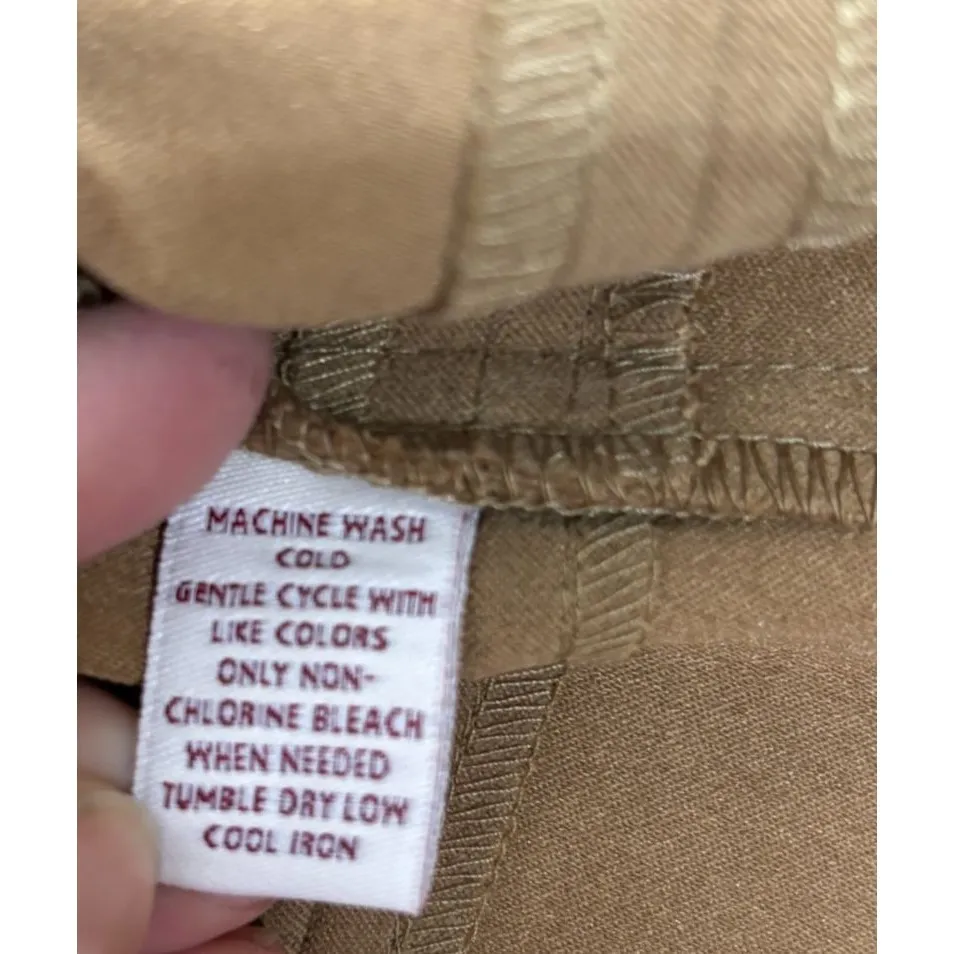 MACHINE WASH
COLD
GENTLE CYCLE WITH
LIKE COLORS
ONLY NON-
CHLORINE BLEACH
WHEN NEEDED
TUMBLE DRY LOW
COOL IRON